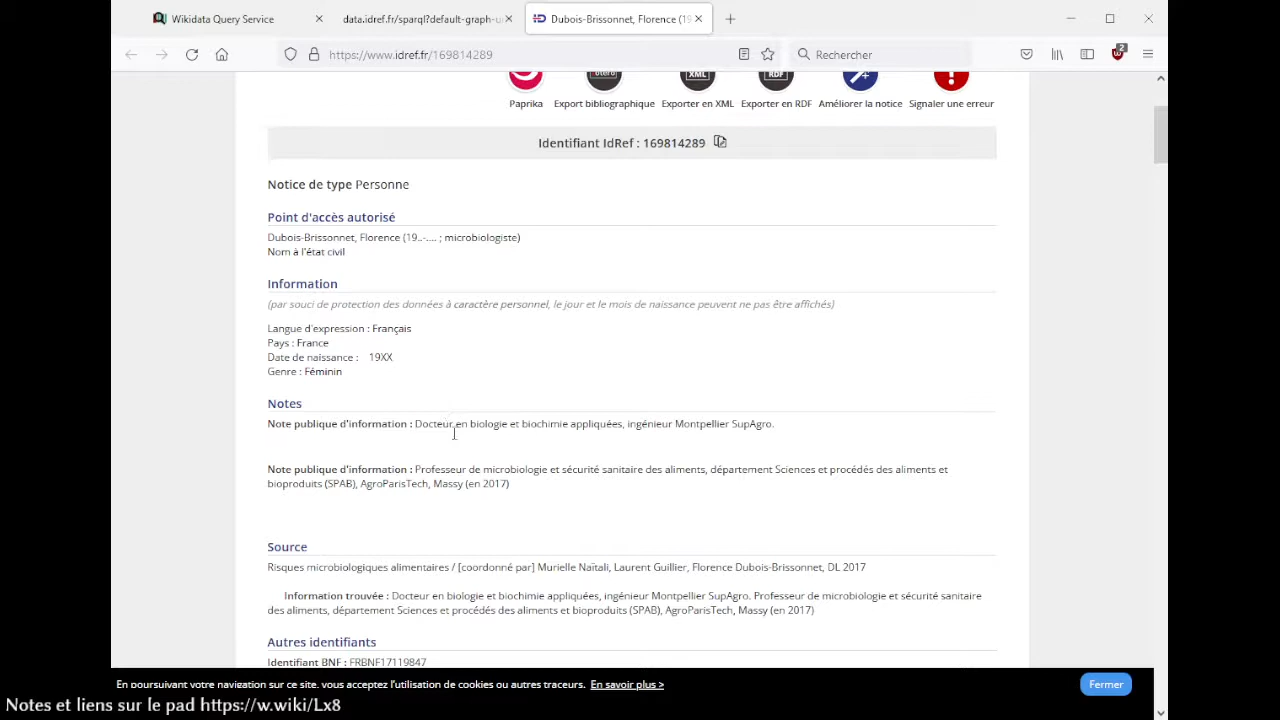 Wikidata Query Service
data.idref.fr/sparql?default-graph-u
Dubois-Brissonnet, Florence (19
https://www.idref.fr/169814289
Rechercher
2
XML
RDF
Paprika
Export bibliographique
Exporter en XML
Exporter en RDF
Améliorer la notice
Signaler une erreur
Identifiant IdRef : 169814289
Notice de type Personne
Point d'accès autorisé
Dubois-Brissonnet, Florence (19..-.... ; microbiologiste)
Nom à l'état civil
Information
(par souci de protection des données à caractère personnel, le jour et le mois de naissance peuvent ne pas être affichés)
Langue d'expression : Français
Pays : France
Date de naissance : 19XX
Genre : Féminin
Notes
Note publique d'information : Docteur en biologie et biochimie appliquées, ingénieur Montpellier SupAgro.
Note publique d'information : Professeur de microbiologie et sécurité sanitaire des aliments, département Sciences et procédés des aliments et
bioproduits (SPAB), AgroParisTech, Massy (en 2017)
Source
Risques microbiologiques alimentaires / [coordonné par] Murielle Naïtali, Laurent Guillier, Florence Dubois-Brissonnet, DL 2017
Information trouvée : Docteur en biologie et biochimie appliquées, ingénieur Montpellier SupAgro. Professeur de microbiologie et sécurité sanitaire
des aliments, département Sciences et procédés des aliments et bioproduits (SPAB), AgroParisTech, Massy (en 2017)
Autres identifiants
Identifiant BNF : FRBNF17119847
En poursuivant votre navigation sur ce site, vous acceptez l'utilisation de cookies ou autres traceurs. En savoir plus >
Fermer
Notes et liens sur le pad https://w.wiki/Lx8